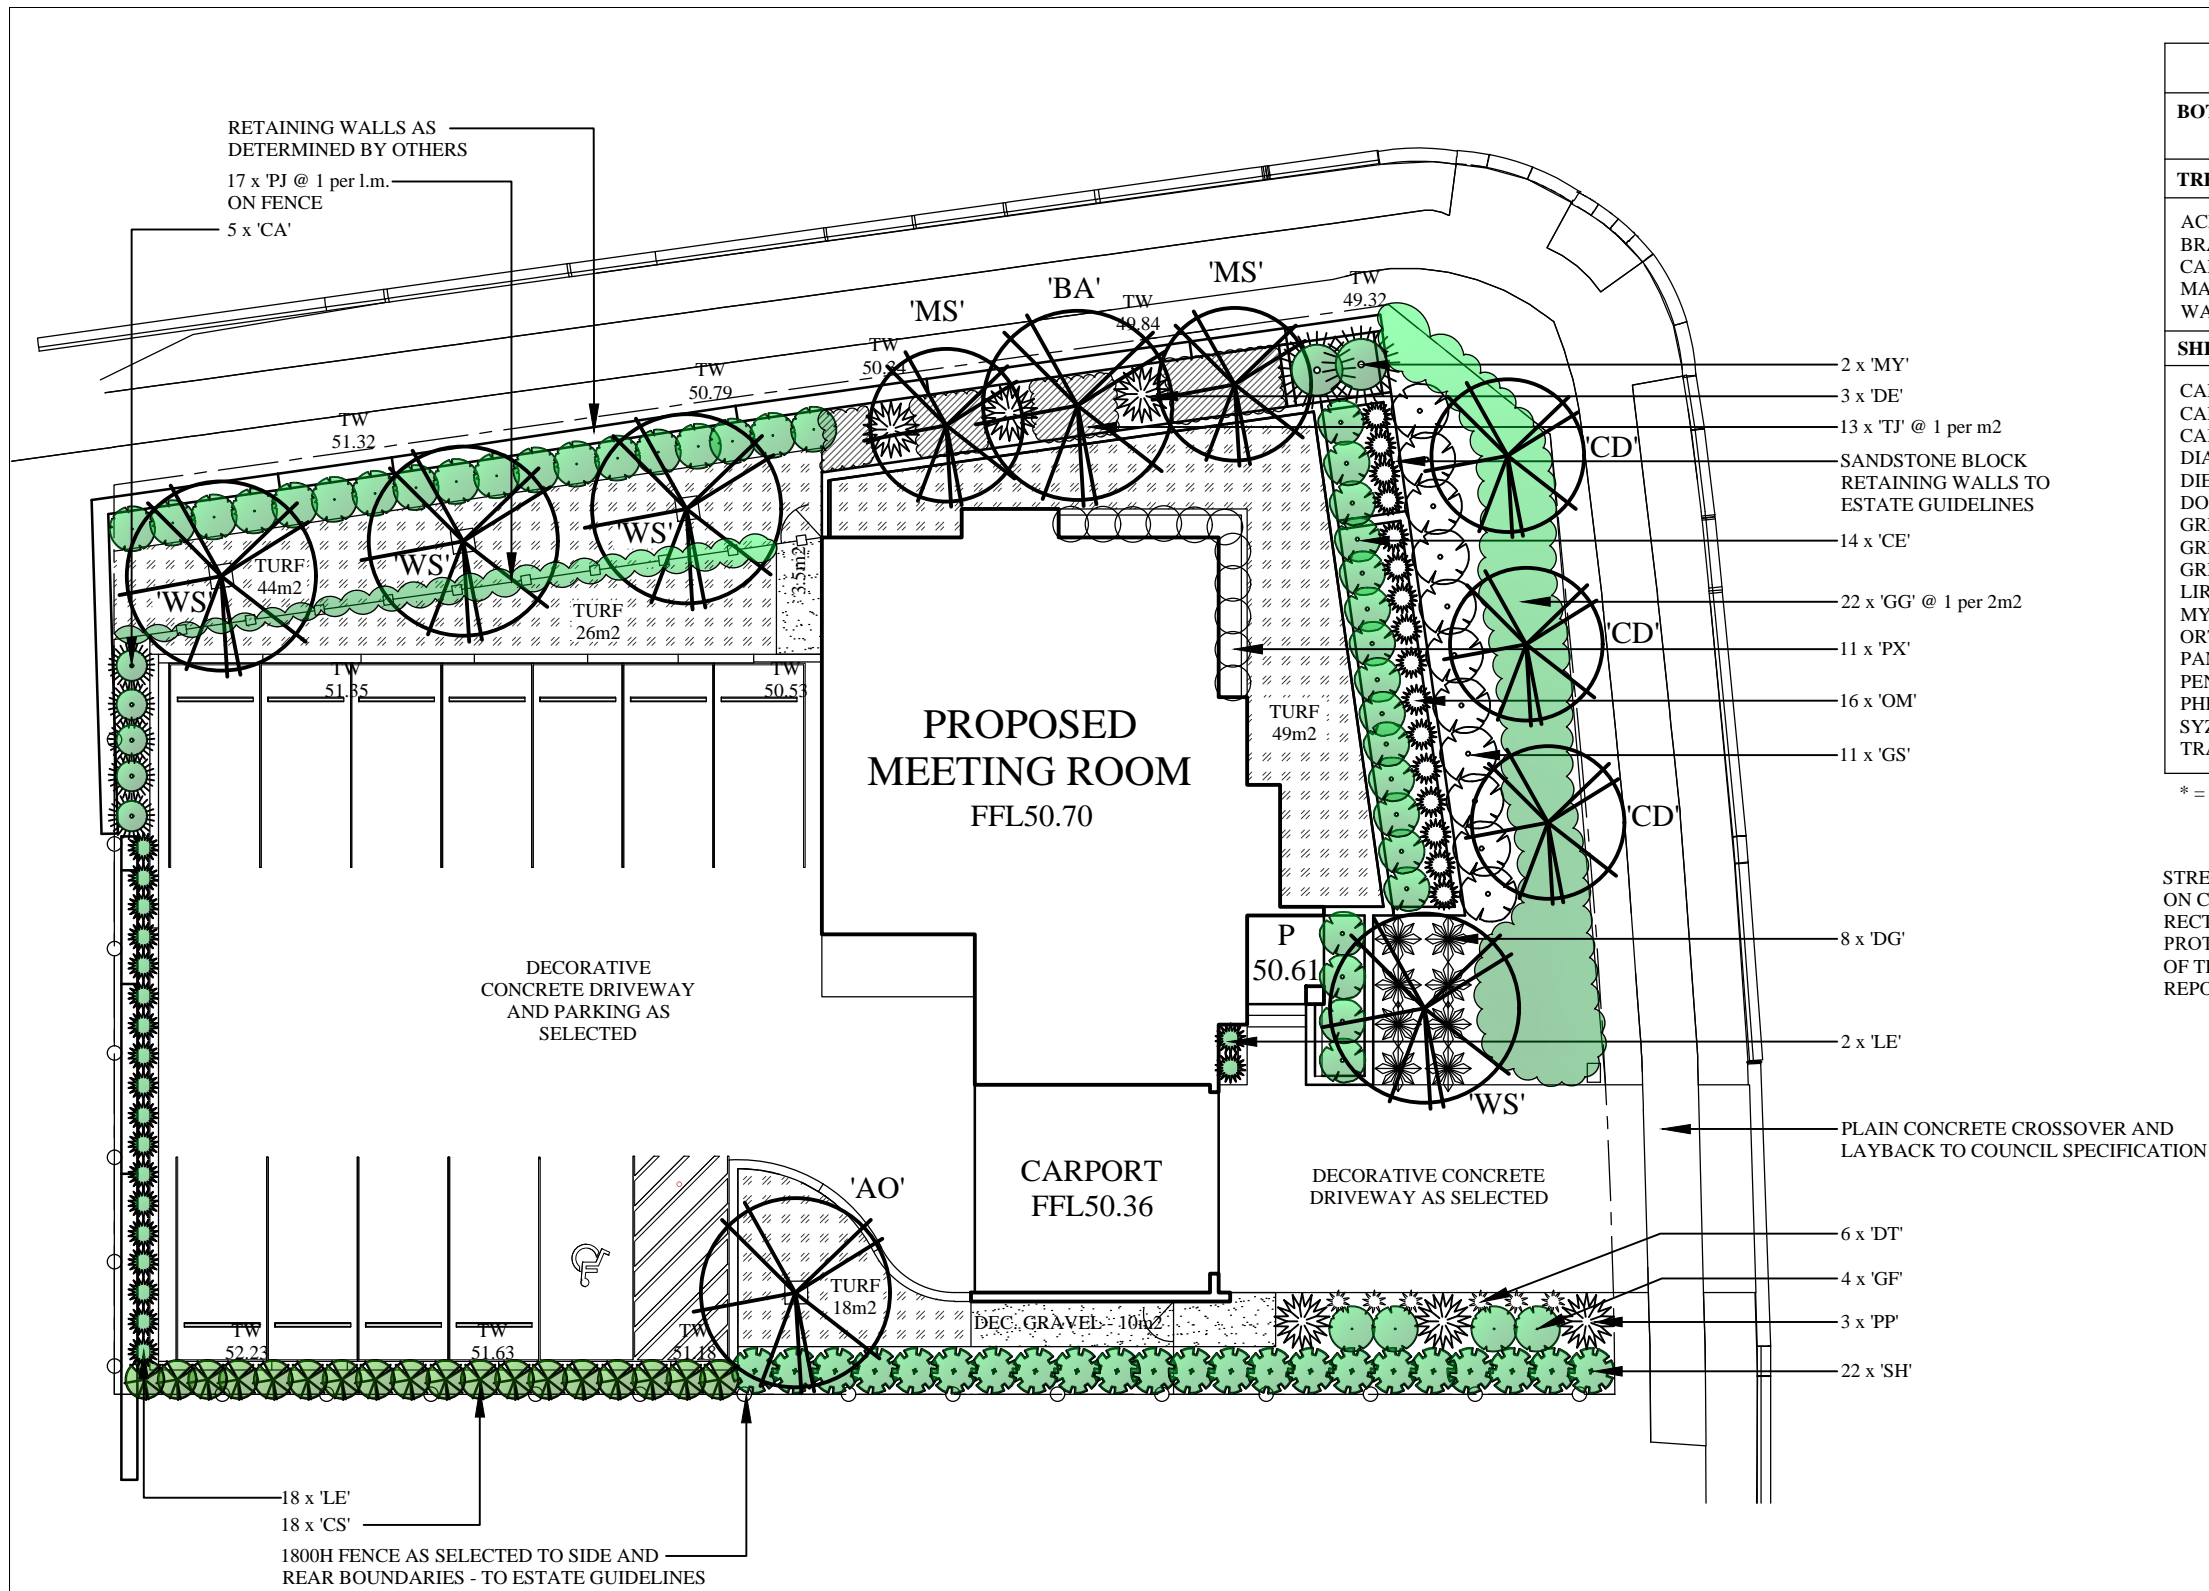 RETAINING WALLS AS
DETERMINED BY OTHERS
17 x 'PJ @ 1 per l.m.
ON FENCE
5 x 'CA'
TW
51.32
TW
50.79
TW
50.34
'MS'
'BA'
TW
49.84
'MS'
TW
49.32
'WS'
TURF
44m2
'WS'
TURF
26m2
'WS'
3.5m2
TW
51.35
TW
50.53
PROPOSED
MEETING ROOM
FFL50.70
TURF
49m2
'CD'
'CD'
'CD'
DECORATIVE
CONCRETE DRIVEWAY
AND PARKING AS
SELECTED
P
50.61
'WS'
CARPORT
FFL50.36
DECORATIVE CONCRETE
DRIVEWAY AS SELECTED
'AO'
TURF
18m2
DEC. GRAVEL - 10m2
TW
52.23
TW
51.63
TW
51.18
18 x 'LE'
18 x 'CS'
1800H FENCE AS SELECTED TO SIDE AND
REAR BOUNDARIES - TO ESTATE GUIDELINES
2 x 'MY'
3 x 'DE'
13 x 'TJ' @ 1 per m2
SANDSTONE BLOCK
RETAINING WALLS TO
ESTATE GUIDELINES
14 x 'CE'
22 x 'GG' @ 1 per 2m2
11 x 'PX'
16 x 'OM'
11 x 'GS'
8 x 'DG'
2 x 'LE'
PLAIN CONCRETE CROSSOVER AND
LAYBACK TO COUNCIL SPECIFICATION
6 x 'DT'
4 x 'GF'
3 x 'PP'
22 x 'SH'
* =
ON C